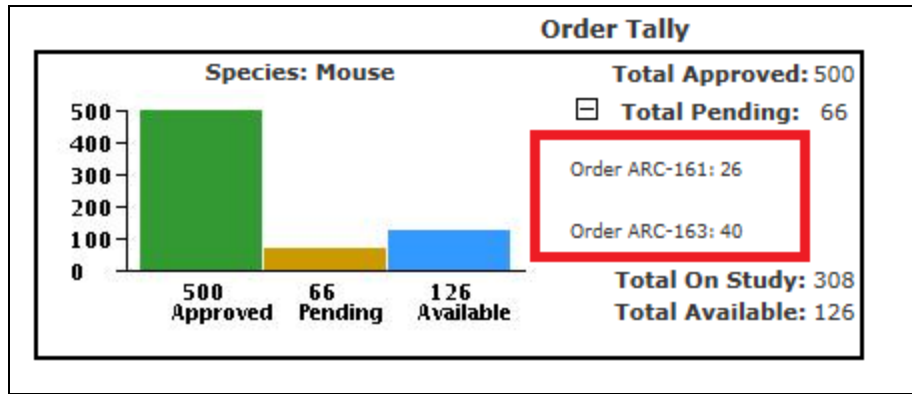 Order Tally
Species: Mouse
500
400
300
200
100
0
500 66 126
Approved Pending Available
Total Approved: 500
Total Pending: 66
Order ARC-161: 26
Order ARC-163: 40
Total On Study: 308
Total Available: 126